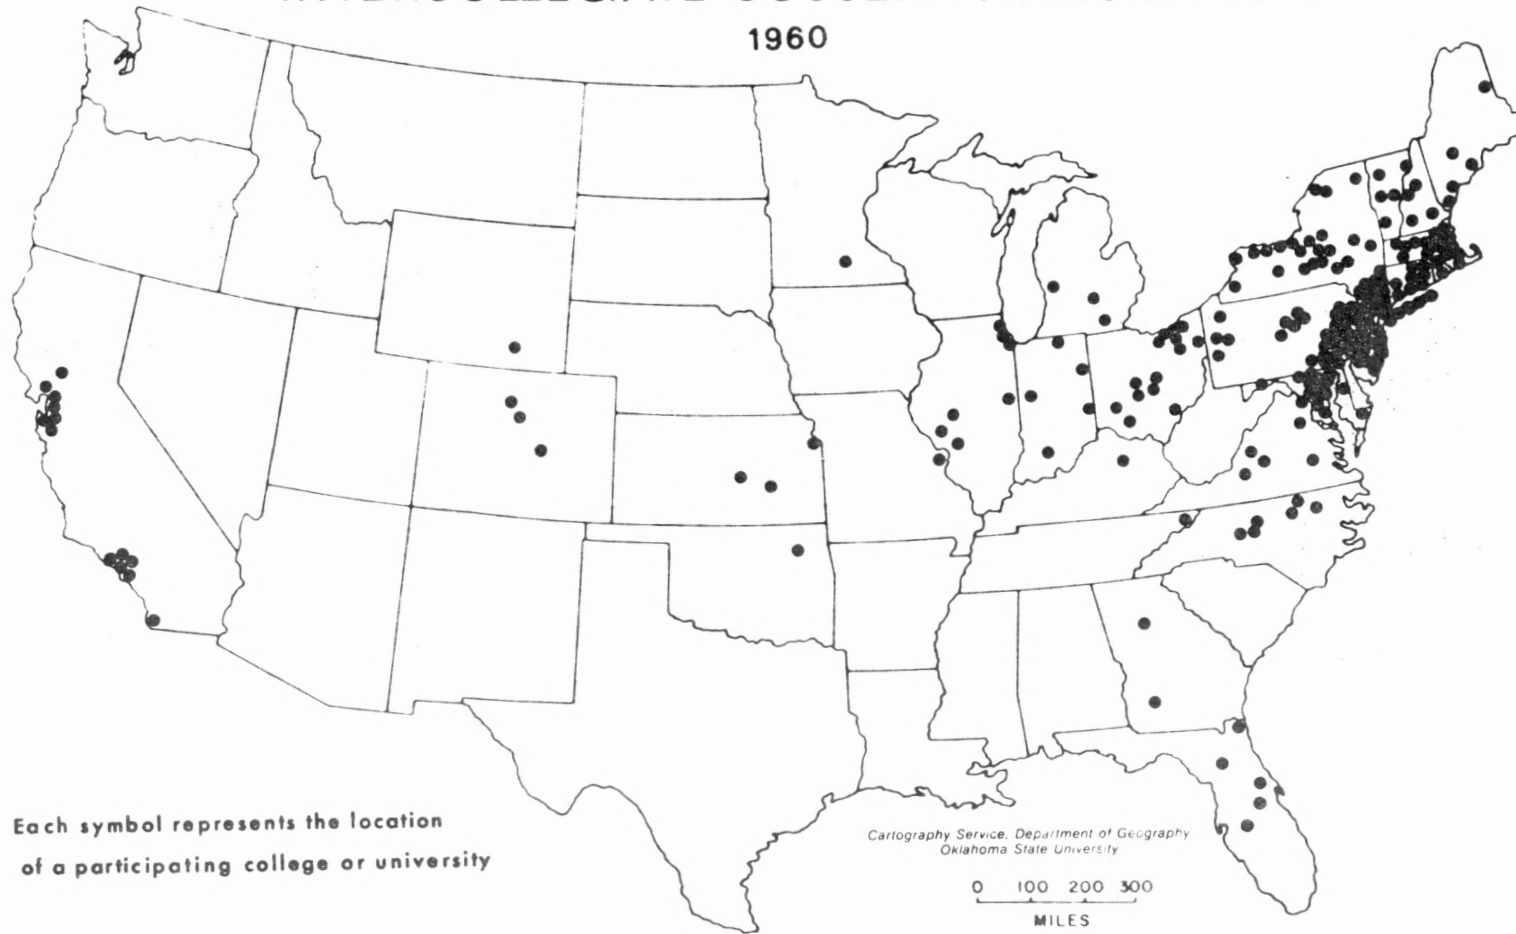 1960
Each symbol represents the location
of a participating college or university
Cartography Service, Department of Geography
Oklahoma State University
0 100 200 300
MILES